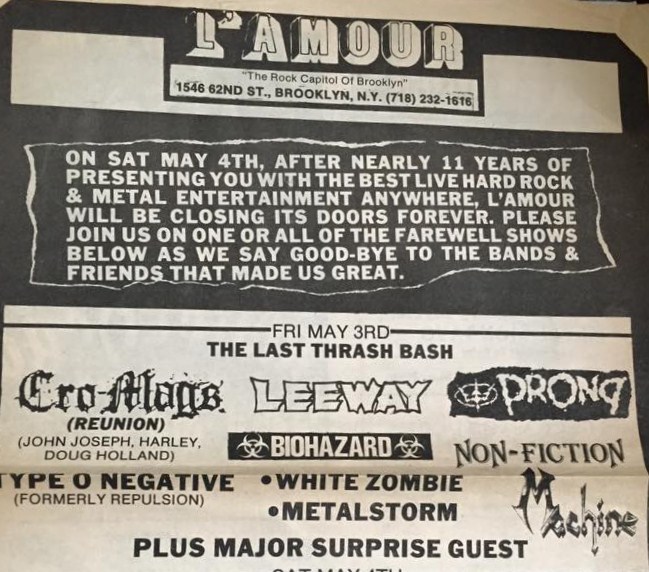 L'AMOUR
"The Rock Capitol Of Brooklyn"
1546 62ND ST., BROOKLYN, N.Y. (718) 232-1616
ON SAT MAY 4TH, AFTER NEARLY 11 YEARS OF
PRESENTING YOU WITH THE BEST LIVE HARD ROCK
& METAL ENTERTAINMENT ANYWHERE, L'AMOUR
WILL BE CLOSING ITS DOORS FOREVER. PLEASE
JOIN US ON ONE OR ALL OF THE FAREWELL SHOWS
BELOW AS WE SAY GOOD-BYE TO THE BANDS &
FRIENDS THAT MADE US GREAT.
FRI MAY 3RD
THE LAST THRASH BASH
Cro-Mags LEEWAY PRONG
(REUNION)
(JOHN JOSEPH, HARLEY,
DOUG HOLLAND)
BIOHAZARD NON-FICTION
TYPE O NEGATIVE •WHITE ZOMBIE
(FORMERLY REPULSION)
•METALSTORM Machine
PLUS MAJOR SURPRISE GUEST
SAT MAY 4TH